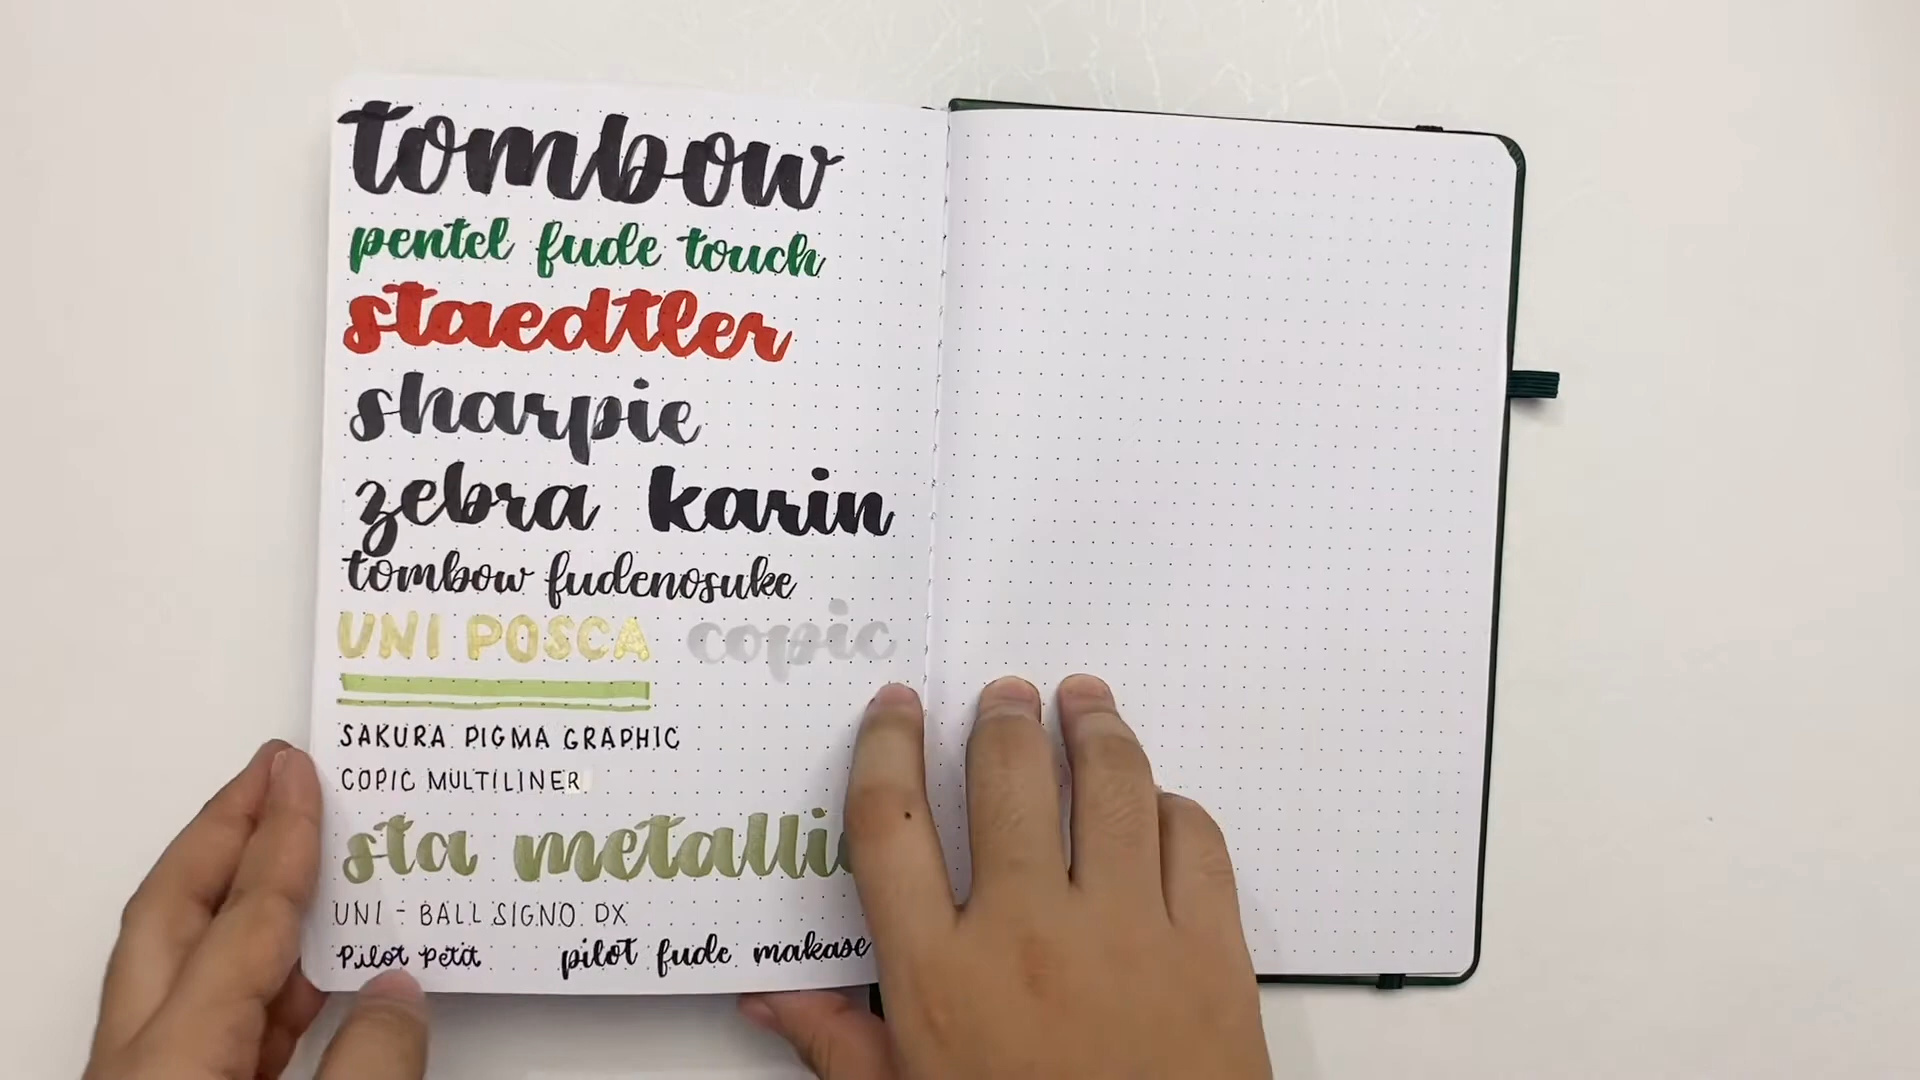 tombow
pentel fude touch
staedtler
sharpie
zebra karin
tombow fudenosuke
UNI POSCA copic
SAKURA PIGMA GRAPHIC
COPIC MULTILINER
sta metallic
UNI - BALL SIGNO DX
Pilot Petit pilot fude makase